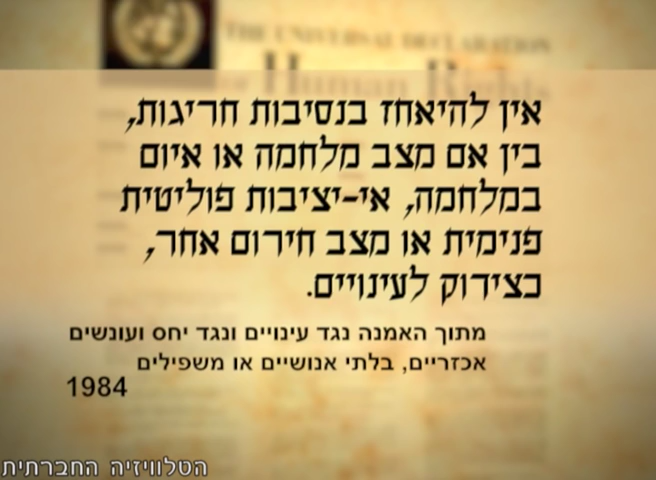 THE UNIVERSAL DECLARATION
OF Human Rights
אין להיאחז בנסיבות חריגות,
בין אם מצב מלחמה או איום
במלחמה, אי-יציבות פוליטית
פנימית או מצב חירום אחר,
כצידוק לעינויים.
מתוך האמנה נגד עינויים ונגד יחס ועונשים
אכזריים, בלתי אנושיים או משפילים
1984
הטלוויזיה החברתית